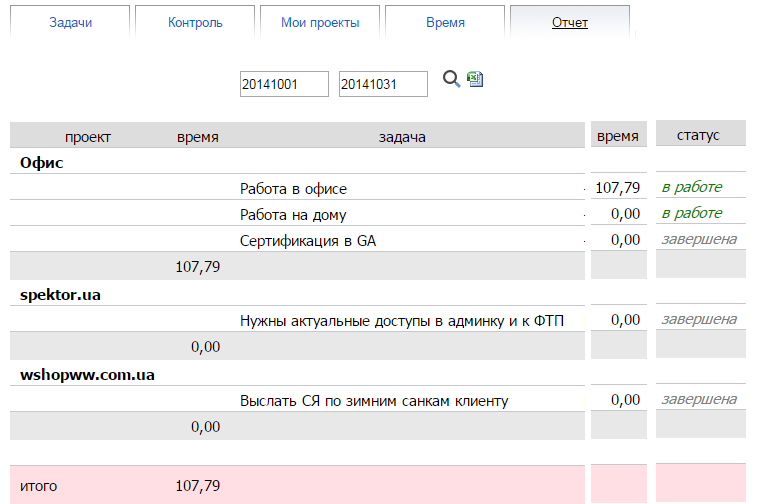 Задачи Контроль Мои проекты Время Отчет
20141001 20141031
проект время задача время статус
Офис
Работа в офисе - 107,79 в работе
Работа на дому - 0,00 в работе
Сертификация в GA - 0,00 завершена
107,79
spektor.ua
Нужны актуальные доступы в админку и к ФТП 0,00 завершена
0,00
wshopww.com.ua
Выслать СЯ по зимним санкам клиенту 0,00 завершена
0,00
итого 107,79